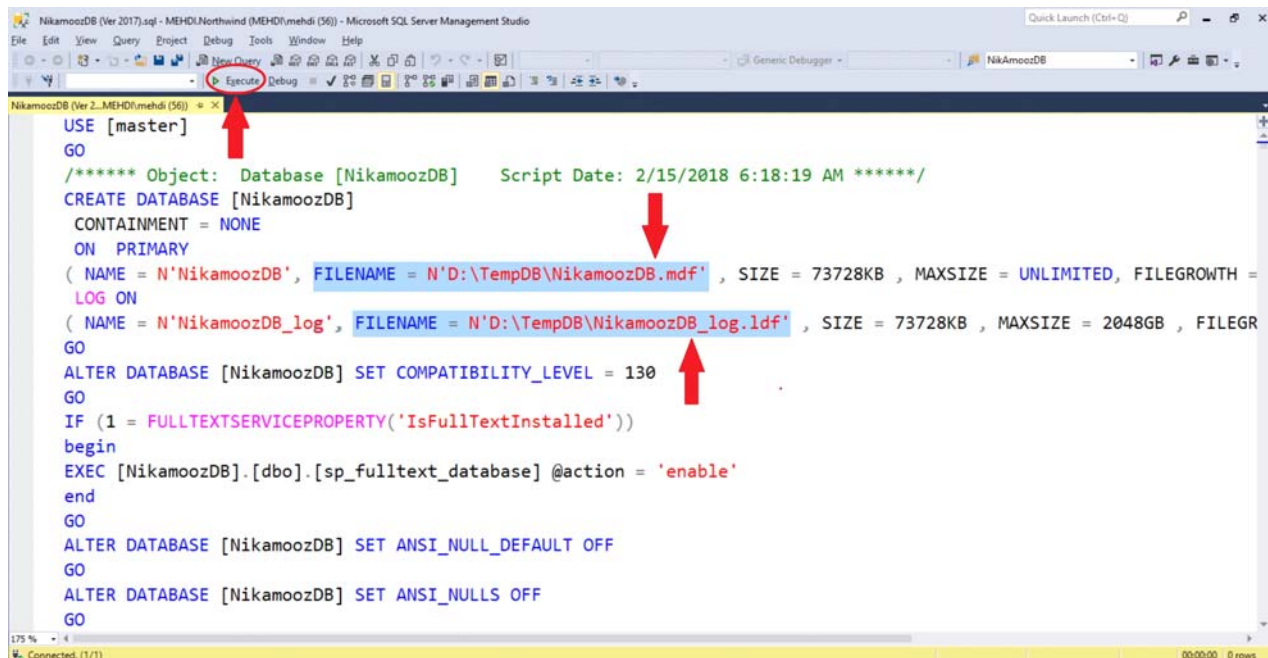 NikamoozDB (Ver 2017).sql - MEHDI.Northwind (MEHDI\mehdi (56)) - Microsoft SQL Server Management Studio
Quick Launch (Ctrl+Q)
File Edit View Query Project Debug Tools Window Help
New Query
Generic Debugger
NikAmoozDB
Execute Debug
NikamoozDB (Ver 2...MEHDI\mehdi (56))
USE [master]
GO
/****** Object: Database [NikamoozDB] Script Date: 2/15/2018 6:18:19 AM ******/
CREATE DATABASE [NikamoozDB]
CONTAINMENT = NONE
ON PRIMARY
( NAME = N'NikamoozDB', FILENAME = N'D:\TempDB\NikamoozDB.mdf' , SIZE = 73728KB , MAXSIZE = UNLIMITED, FILEGROWTH =
LOG ON
( NAME = N'NikamoozDB_log', FILENAME = N'D:\TempDB\NikamoozDB_log.ldf' , SIZE = 73728KB , MAXSIZE = 2048GB , FILEGR
GO
ALTER DATABASE [NikamoozDB] SET COMPATIBILITY_LEVEL = 130
GO
IF (1 = FULLTEXTSERVICEPROPERTY('IsFullTextInstalled'))
begin
EXEC [NikamoozDB].[dbo].[sp_fulltext_database] @action = 'enable'
end
GO
ALTER DATABASE [NikamoozDB] SET ANSI_NULL_DEFAULT OFF
GO
ALTER DATABASE [NikamoozDB] SET ANSI_NULLS OFF
GO
175 %
Connected. (1/1)
00:00:00 0 rows